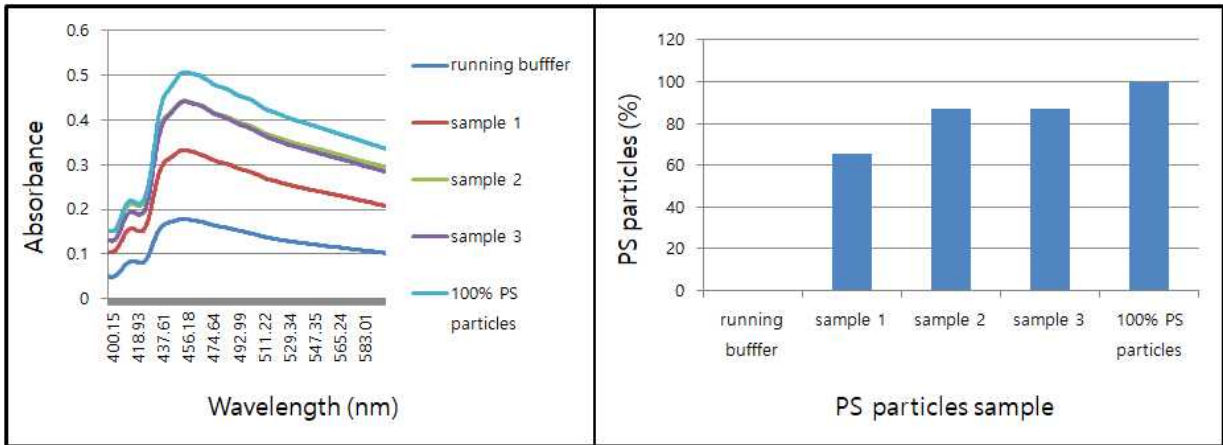 0.6
0.5
0.4
0.3
0.2
0.1
0
Absorbance
400.15
418.93
437.61
456.18
474.64
492.99
511.22
529.34
547.35
565.24
583.01
Wavelength (nm)
running bufffer
sample 1
sample 2
sample 3
100% PS
particles
120
100
80
60
40
20
0
PS particles (%)
running
bufffer
sample 1
sample 2
sample 3
100% PS
particles
PS particles sample